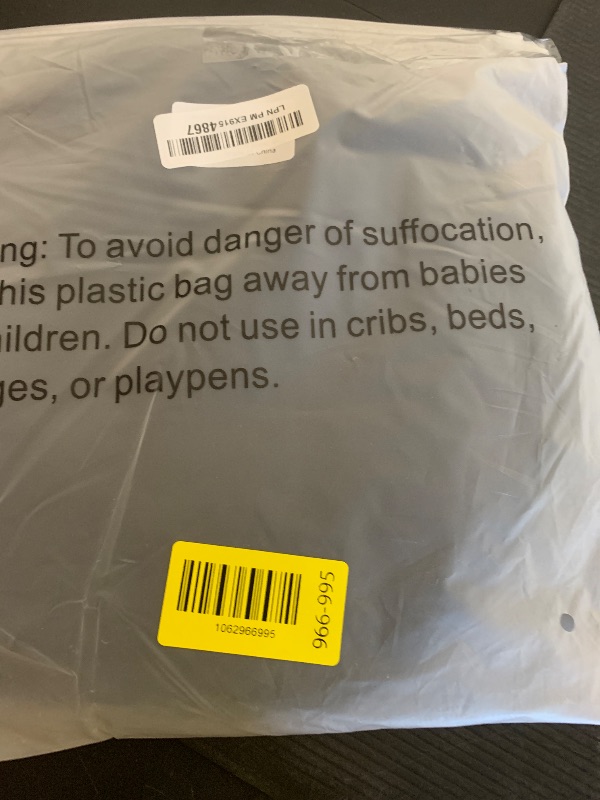 LPN PM EX9154867
ng: To avoid danger of suffocation,
his plastic bag away from babies
ildren. Do not use in cribs, beds,
ges, or playpens.
1062966995
966-995